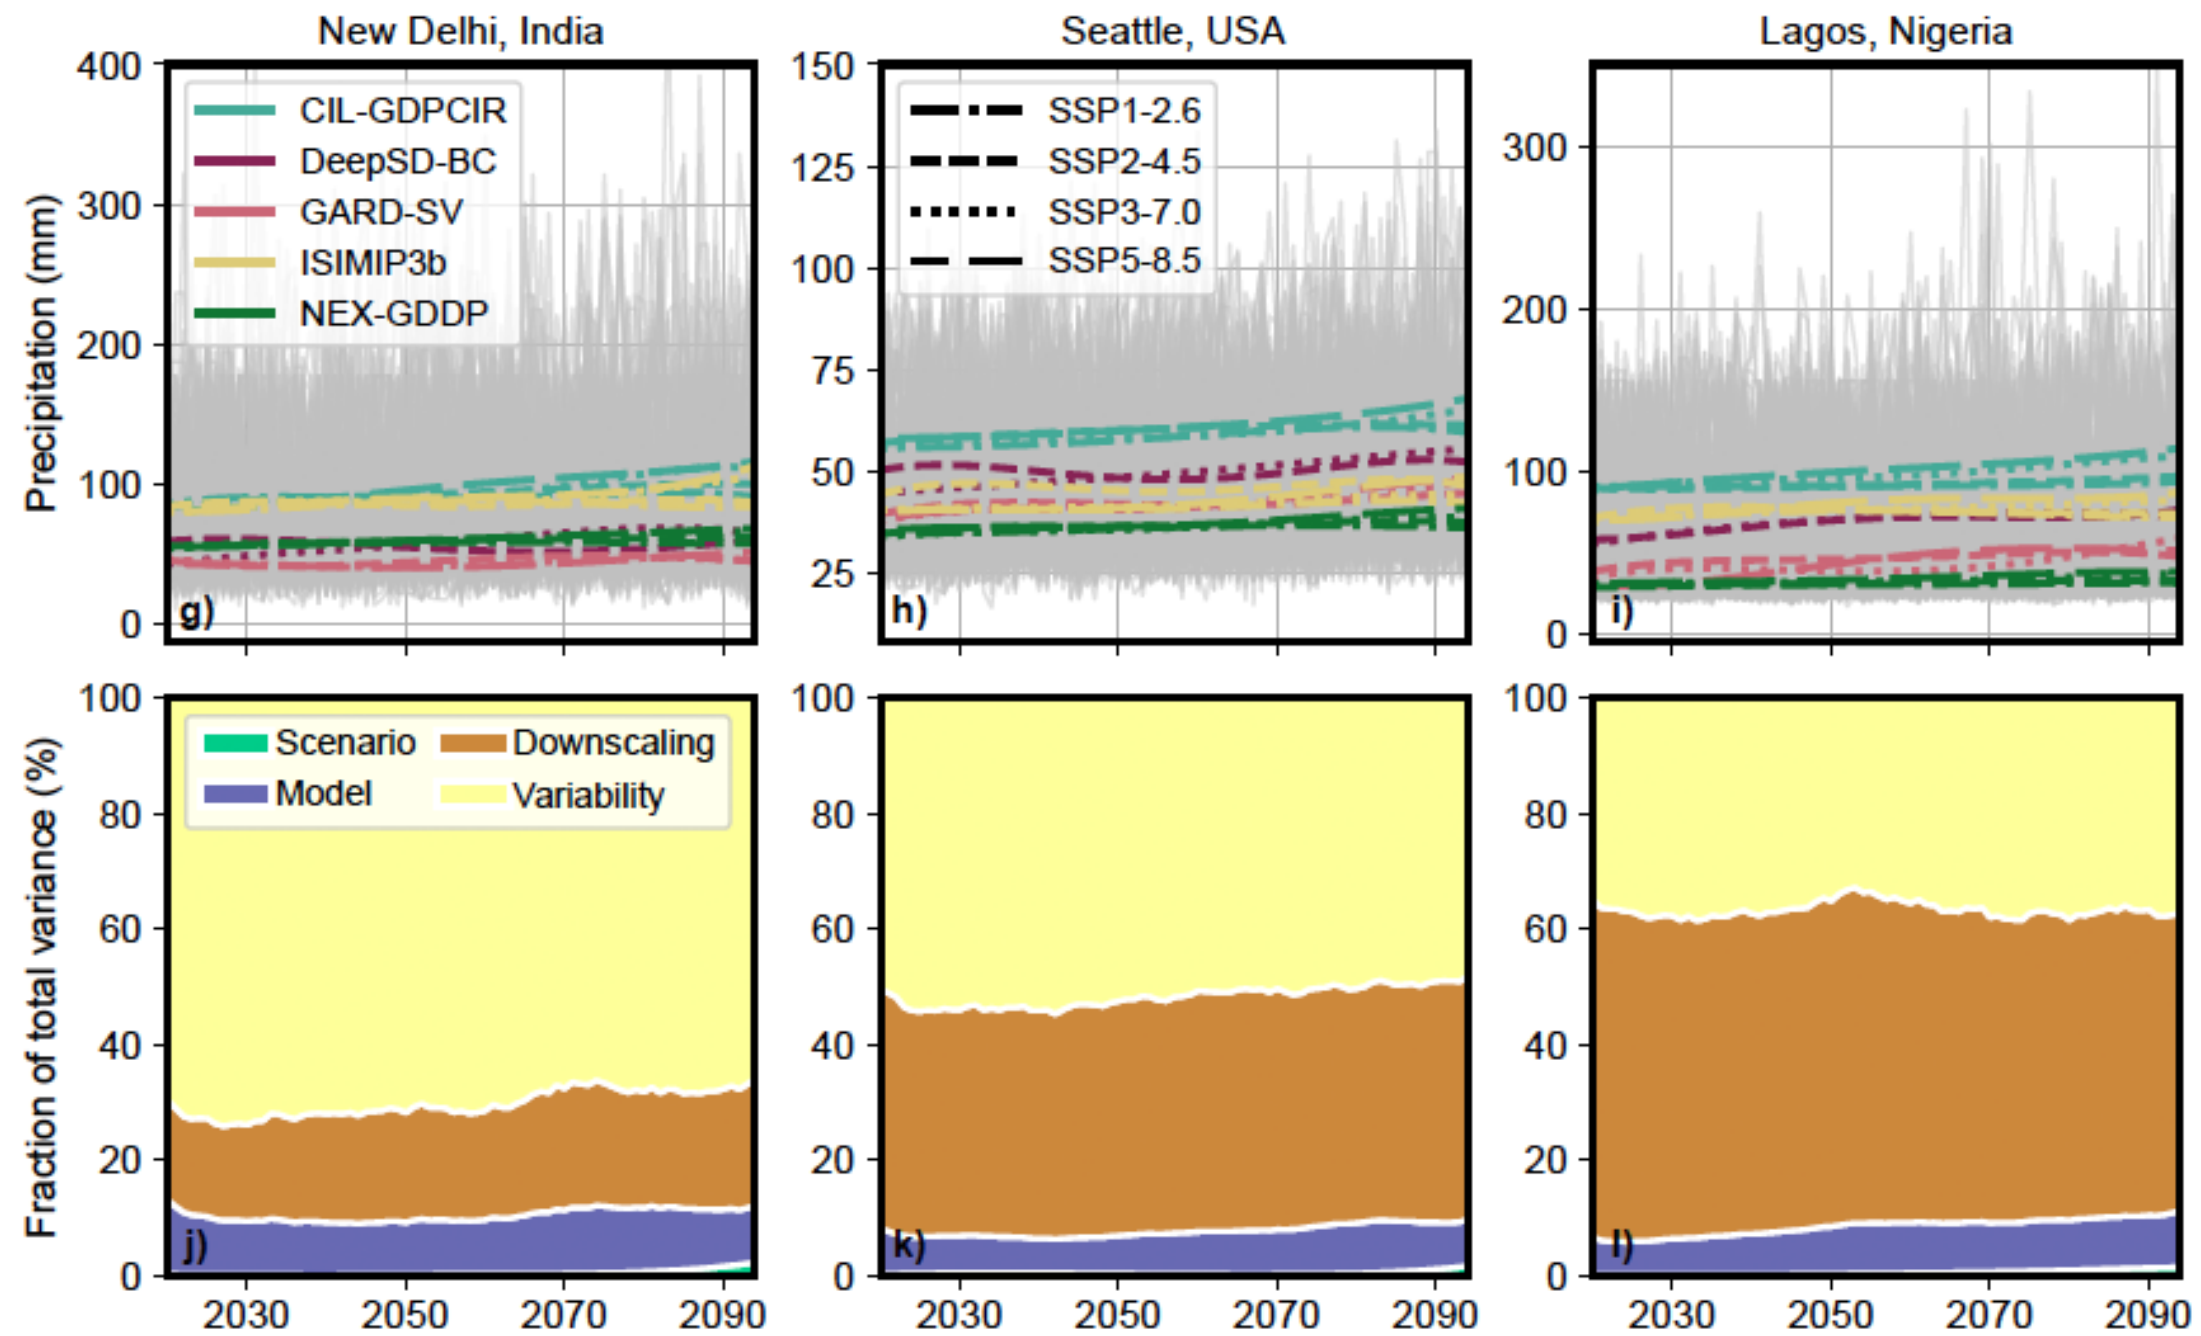 New Delhi, India
Seattle, USA
Lagos, Nigeria
Precipitation (mm)
400
300
200
100
0
CIL-GDPCIR
DeepSD-BC
GARD-SV
ISIMIP3b
NEX-GDDP
g)
150
125
100
75
50
25
SSP1-2.6
SSP2-4.5
SSP3-7.0
SSP5-8.5
h)
300
200
100
0
i)
Fraction of total variance (%)
100
80
60
40
20
0
Scenario
Downscaling
Model
Variability
j)
2030 2050 2070 2090
100
80
60
40
20
0
k)
2030 2050 2070 2090
100
80
60
40
20
0
l)
2030 2050 2070 2090